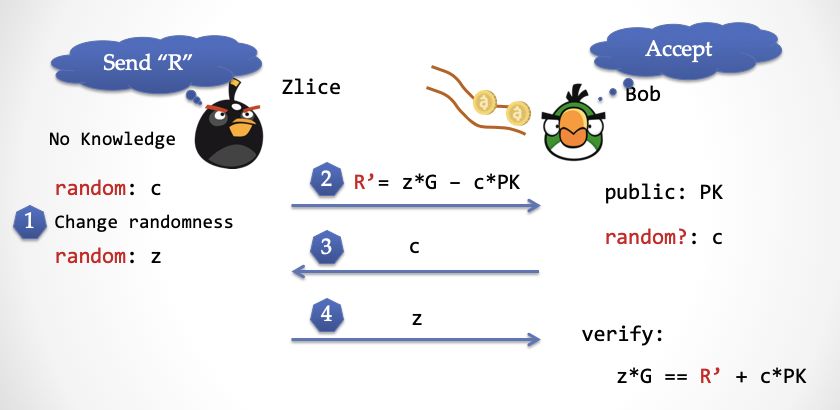 Send “R”
Accept
Zlice
Bob
No Knowledge
random: c
1 Change randomness
random: z
2 R’= z*G – c*PK
3 c
4 z
public: PK
random?: c
verify:
z*G == R’ + c*PK